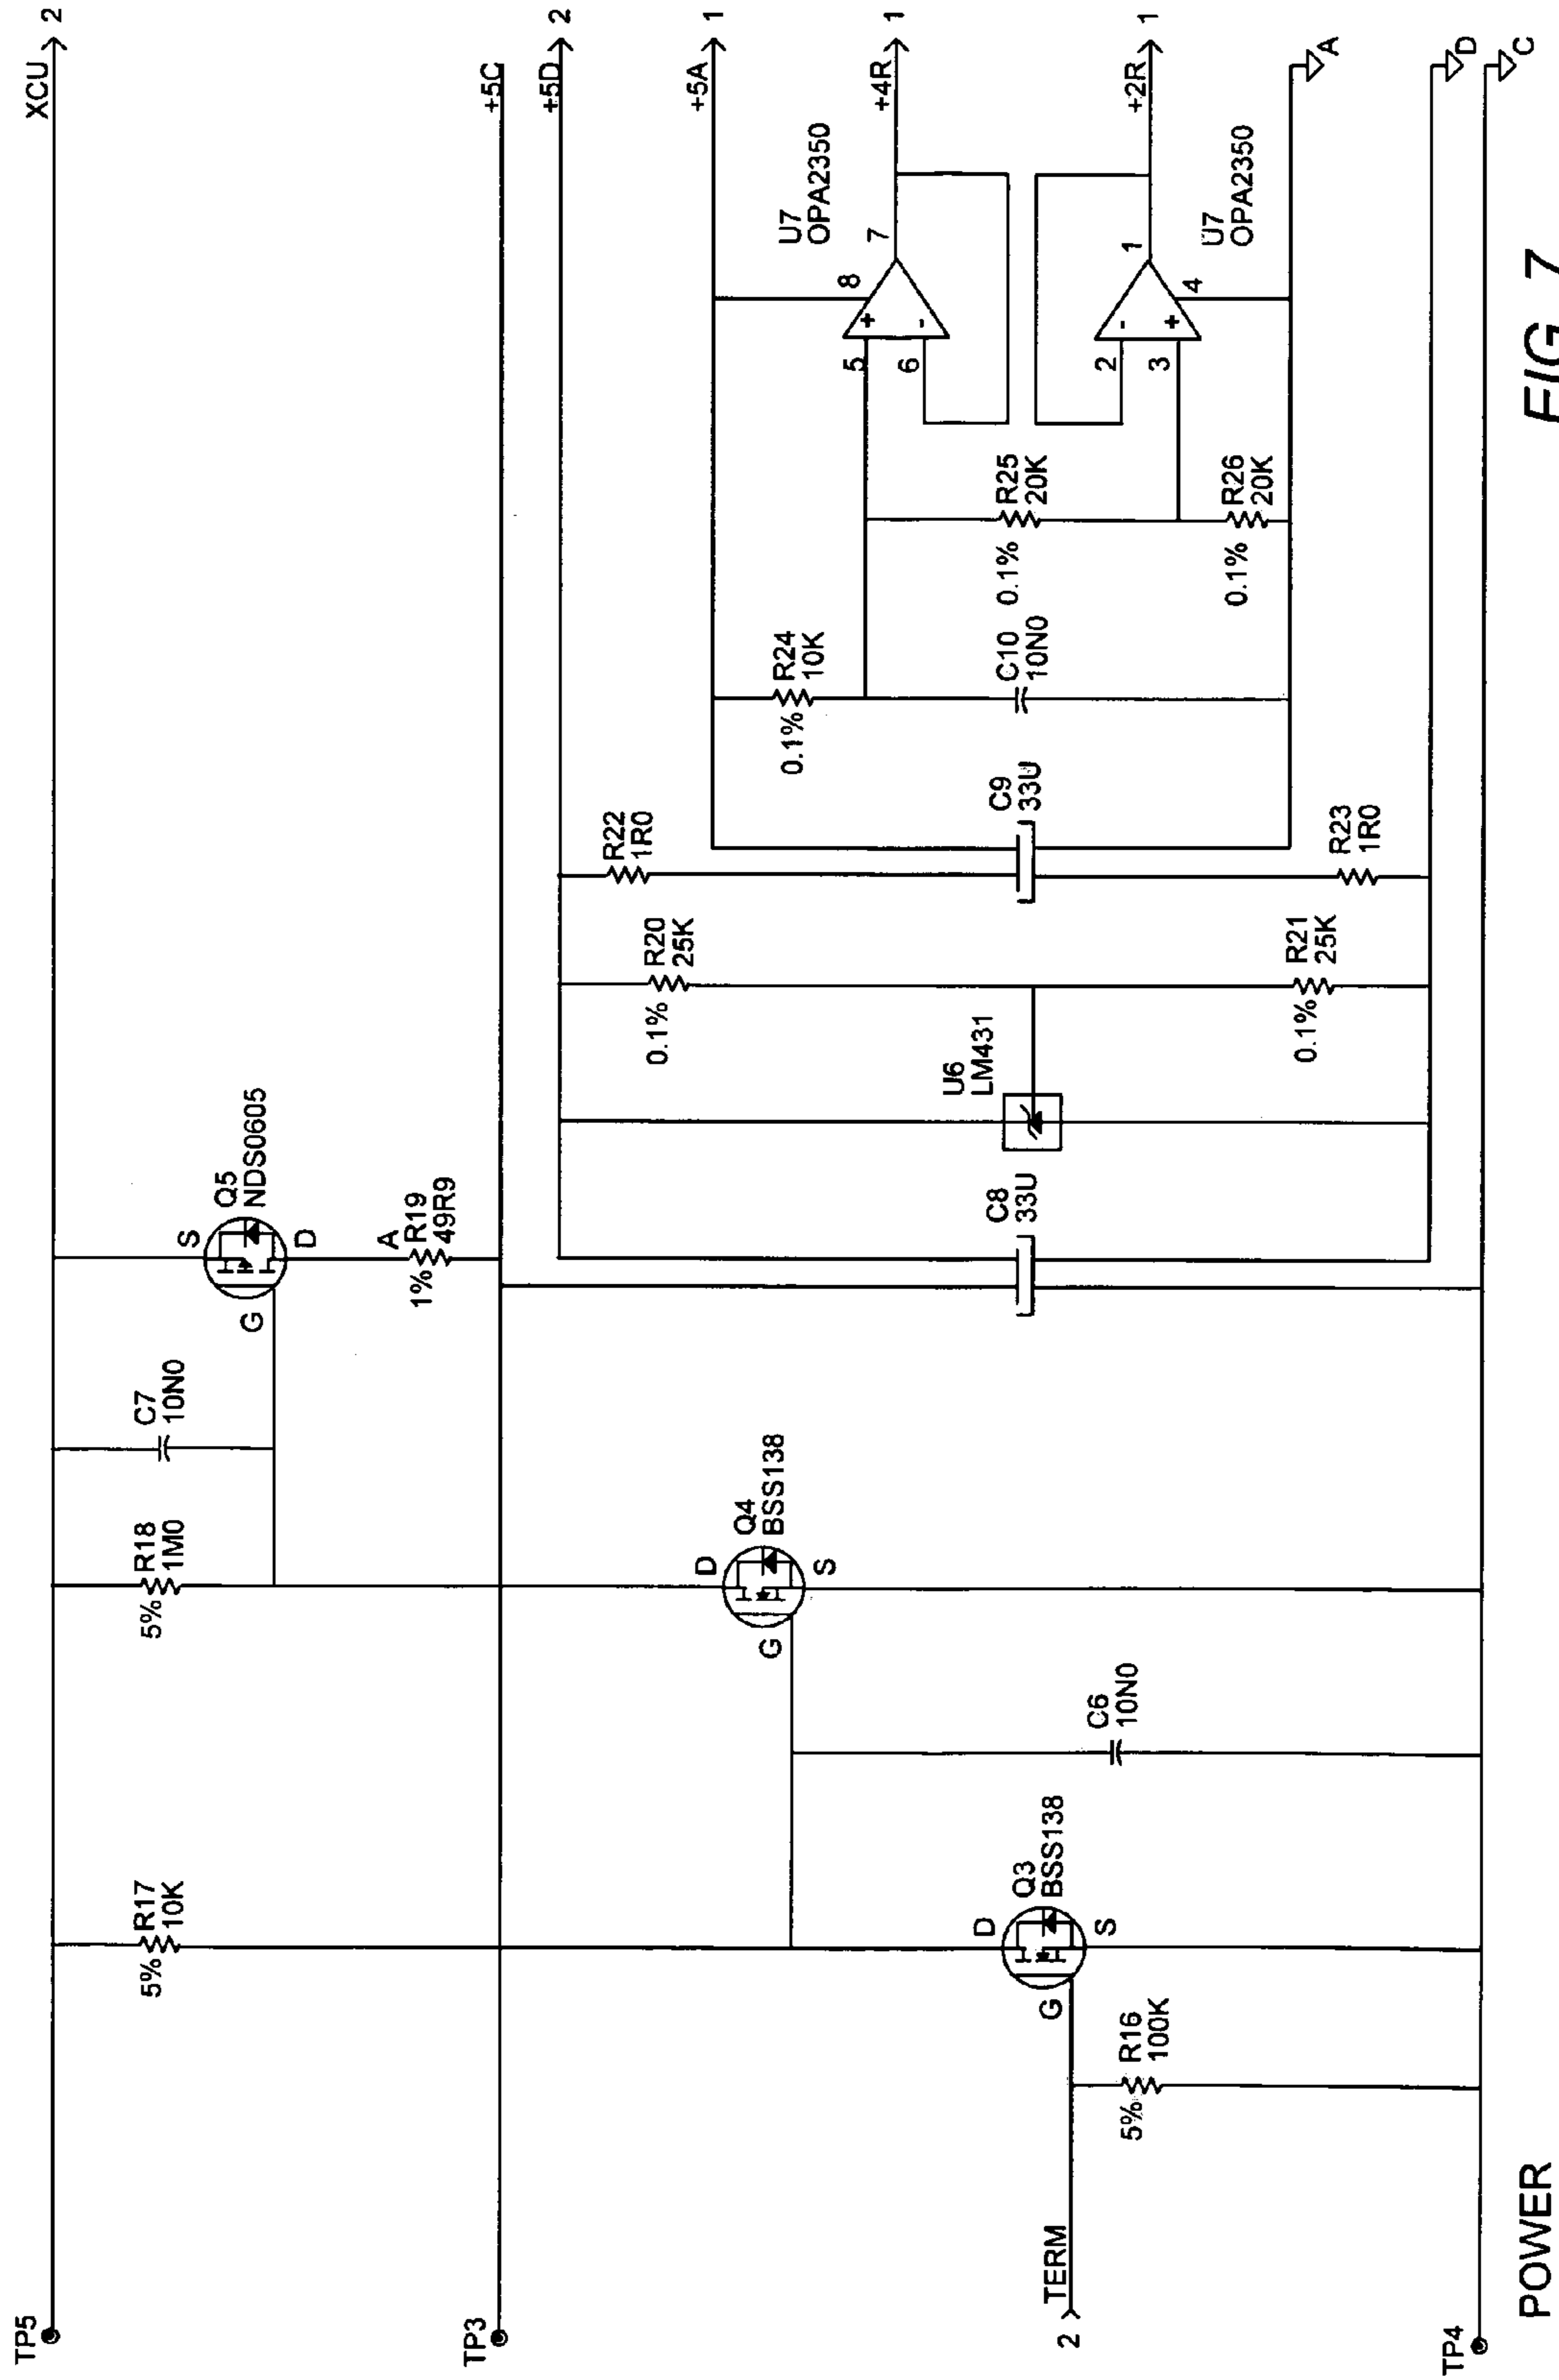 TP5
XCU
2
R17
10K
5%
R18
1M0
5%
C7
10N0
Q5
NDS0605
S
D
G
A
R19
49R9
1%
TP3
+5C
+5D
2
+5A
1
+4R
1
+2R
1
A
D
C
TERM
2
R16
100K
5%
Q3
BSS138
D
S
G
C6
10N0
Q4
BSS138
D
S
G
C8
33U
U6
LM431
R20
25K
0.1%
R21
25K
0.1%
R22
1R0
R23
1R0
C9
33U
R24
10K
0.1%
C10
10N0
R25
20K
0.1%
R26
20K
0.1%
U7
OPA2350
5
+
6
-
8
7
U7
OPA2350
2
-
3
+
1
4
TP4
POWER
FIG. 7